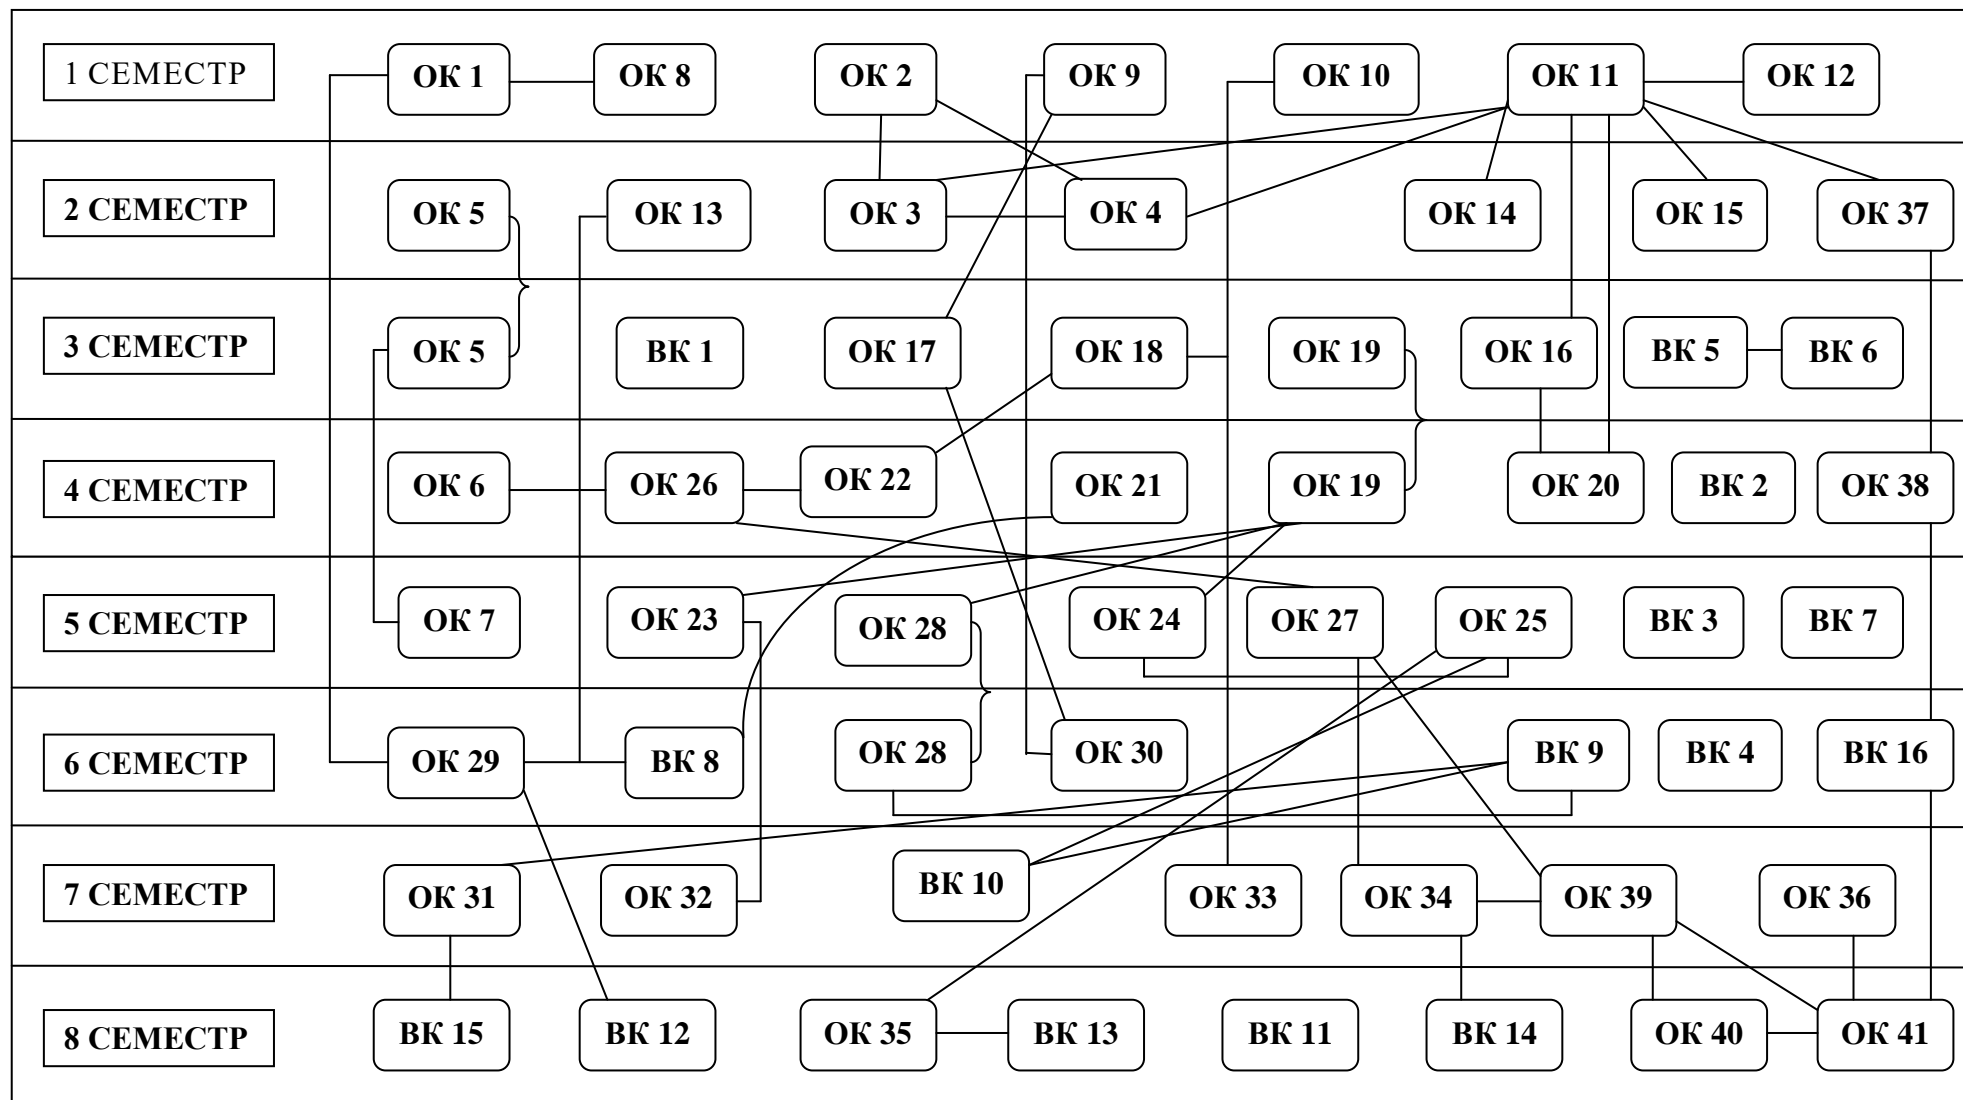 1 СЕМЕСТР ОК 1 ОК 8 ОК 2 ОК 9 ОК 10 ОК 11 ОК 12
2 СЕМЕСТР ОК 5 ОК 13 ОК 3 ОК 4 ОК 14 ОК 15 ОК 37
3 СЕМЕСТР ОК 5 ВК 1 ОК 17 ОК 18 ОК 19 ОК 16 ВК 5 ВК 6
4 СЕМЕСТР ОК 6 ОК 26 ОК 22 ОК 21 ОК 19 ОК 20 ВК 2 ОК 38
5 СЕМЕСТР ОК 7 ОК 23 ОК 28 ОК 24 ОК 27 ОК 25 ВК 3 ВК 7
6 СЕМЕСТР ОК 29 ВК 8 ОК 28 ОК 30 ВК 9 ВК 4 ВК 16
7 СЕМЕСТР ОК 31 ОК 32 ВК 10 ОК 33 ОК 34 ОК 39 ОК 36
8 СЕМЕСТР ВК 15 ВК 12 ОК 35 ВК 13 ВК 11 ВК 14 ОК 40 ОК 41